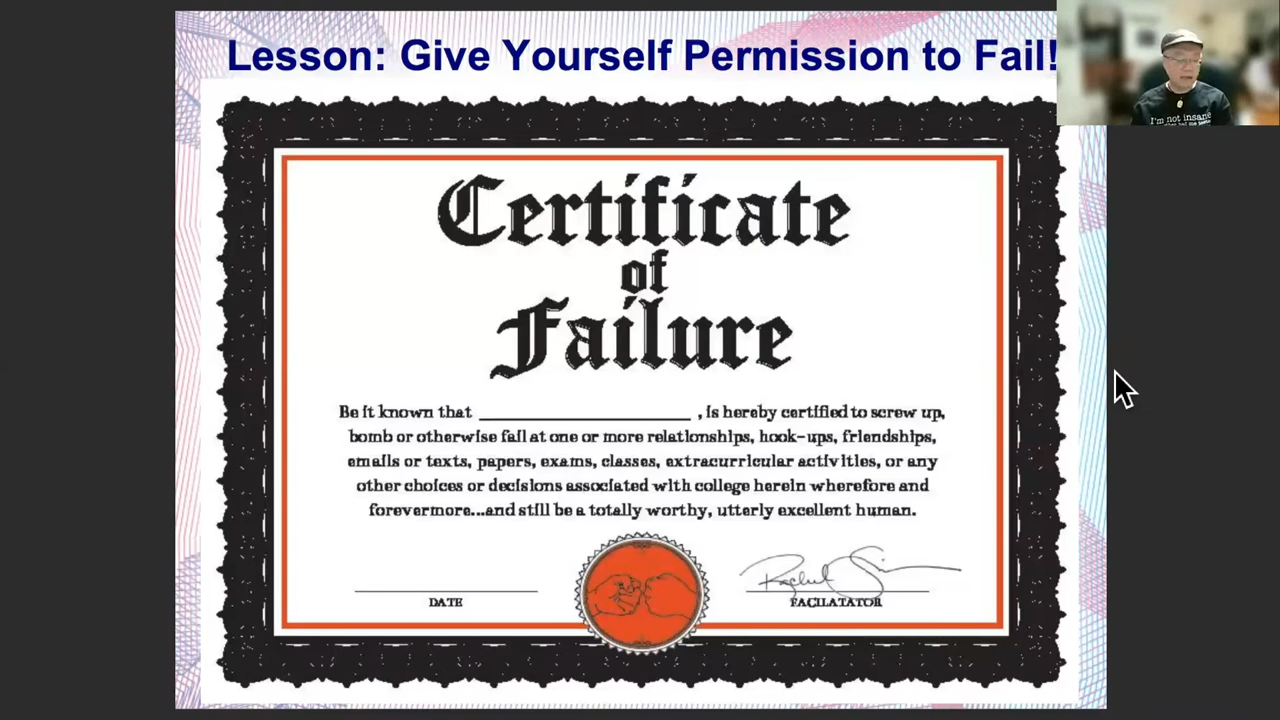 Lesson: Give Yourself Permission to Fail!
I'm not insane
Certificate
of
Failure
Be it known that ______________________ , is hereby certified to screw up,
bomb or otherwise fail at one or more relationships, hook-ups, friendships,
emails or texts, papers, exams, classes, extracurricular activities, or any
other choices or decisions associated with college herein wherefore and
forevermore...and still be a totally worthy, utterly excellent human.
DATE
FACILATATOR